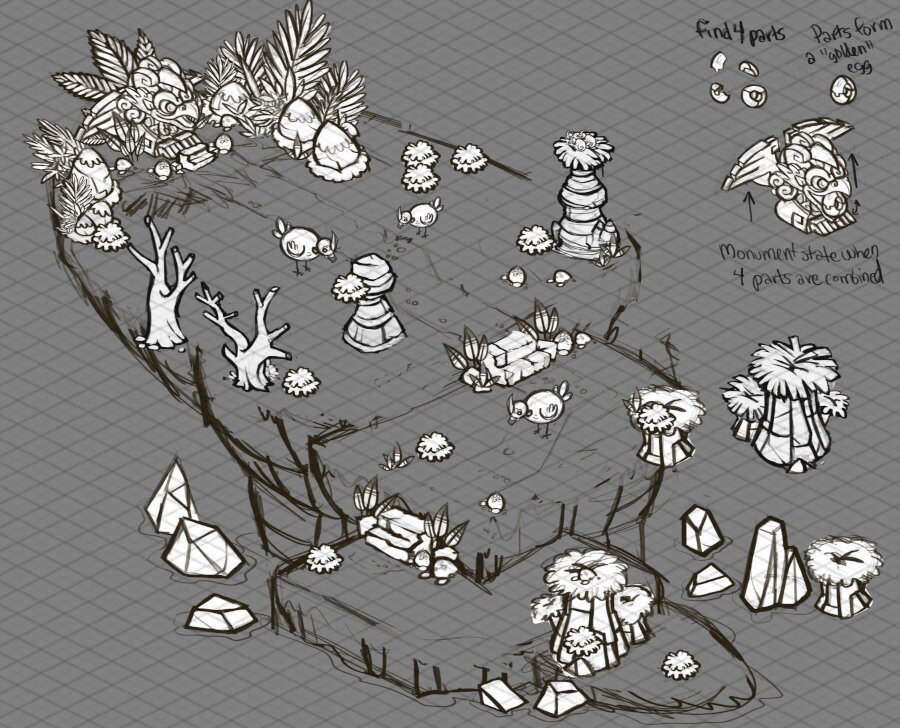 find 4 parts
Parts form
a "golden"
egg
Monument state when
4 parts are combined